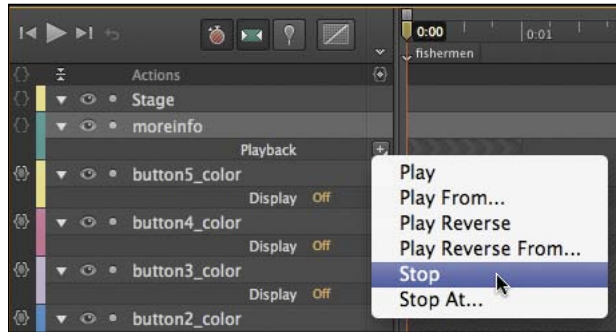 0:00 0:01
fishermen
Actions
Stage
moreinfo
Playback
Play
button5_color
Play From...
Display Off
Play Reverse
button4_color
Play Reverse From...
Display Off
Stop
button3_color
Stop At...
Display Off
button2_color